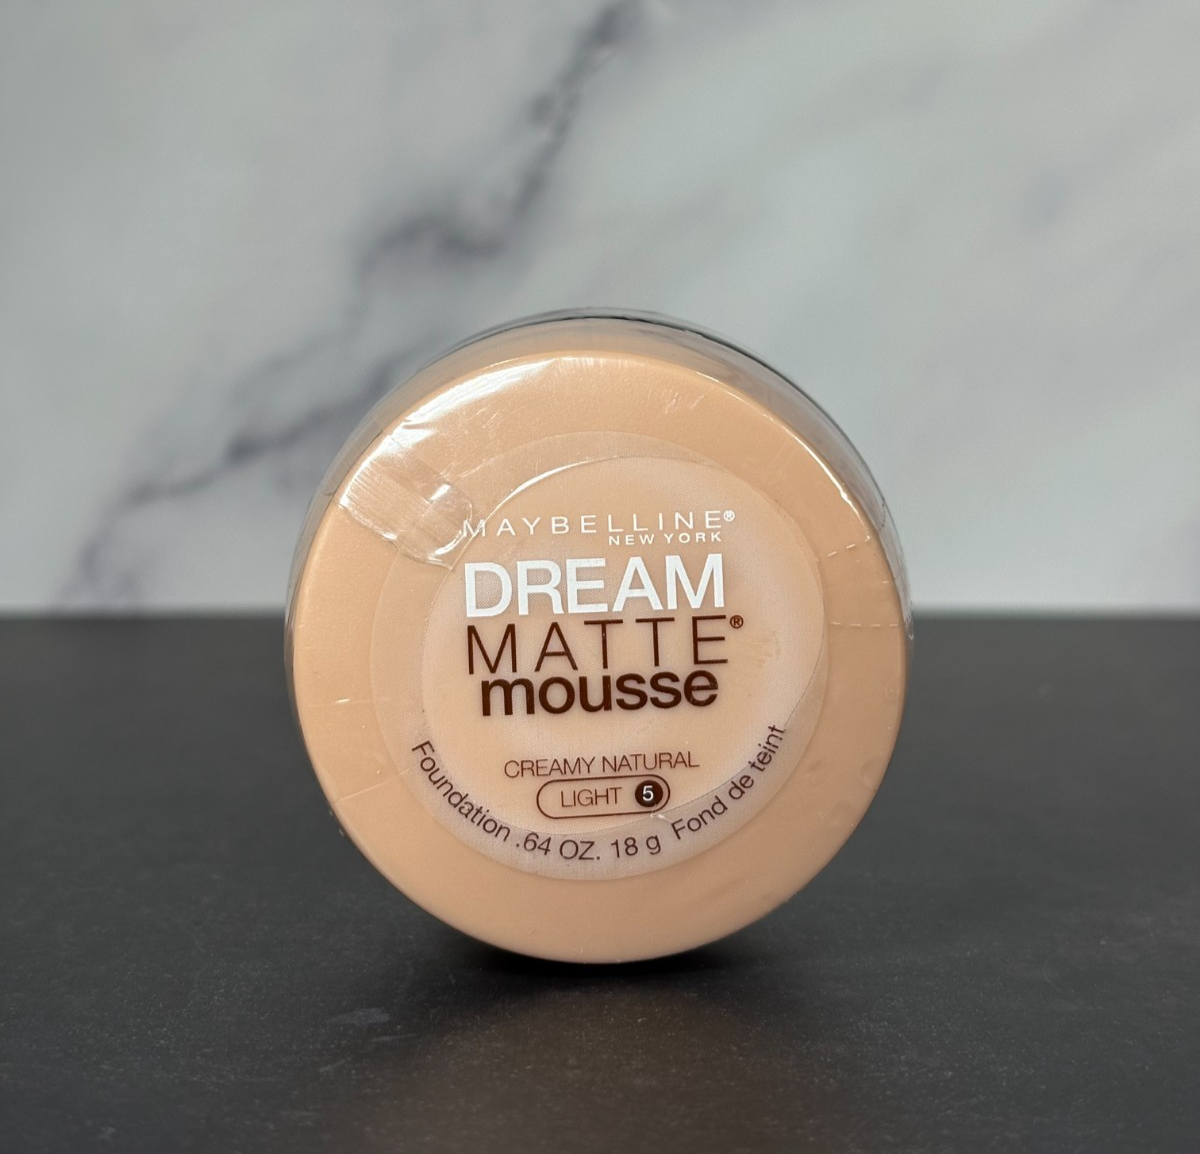 MAYBELLINE®
NEW YORK
DREAM
MATTE®
mousse
CREAMY NATURAL
LIGHT 5
Foundation .64 OZ. 18 g Fond de teint